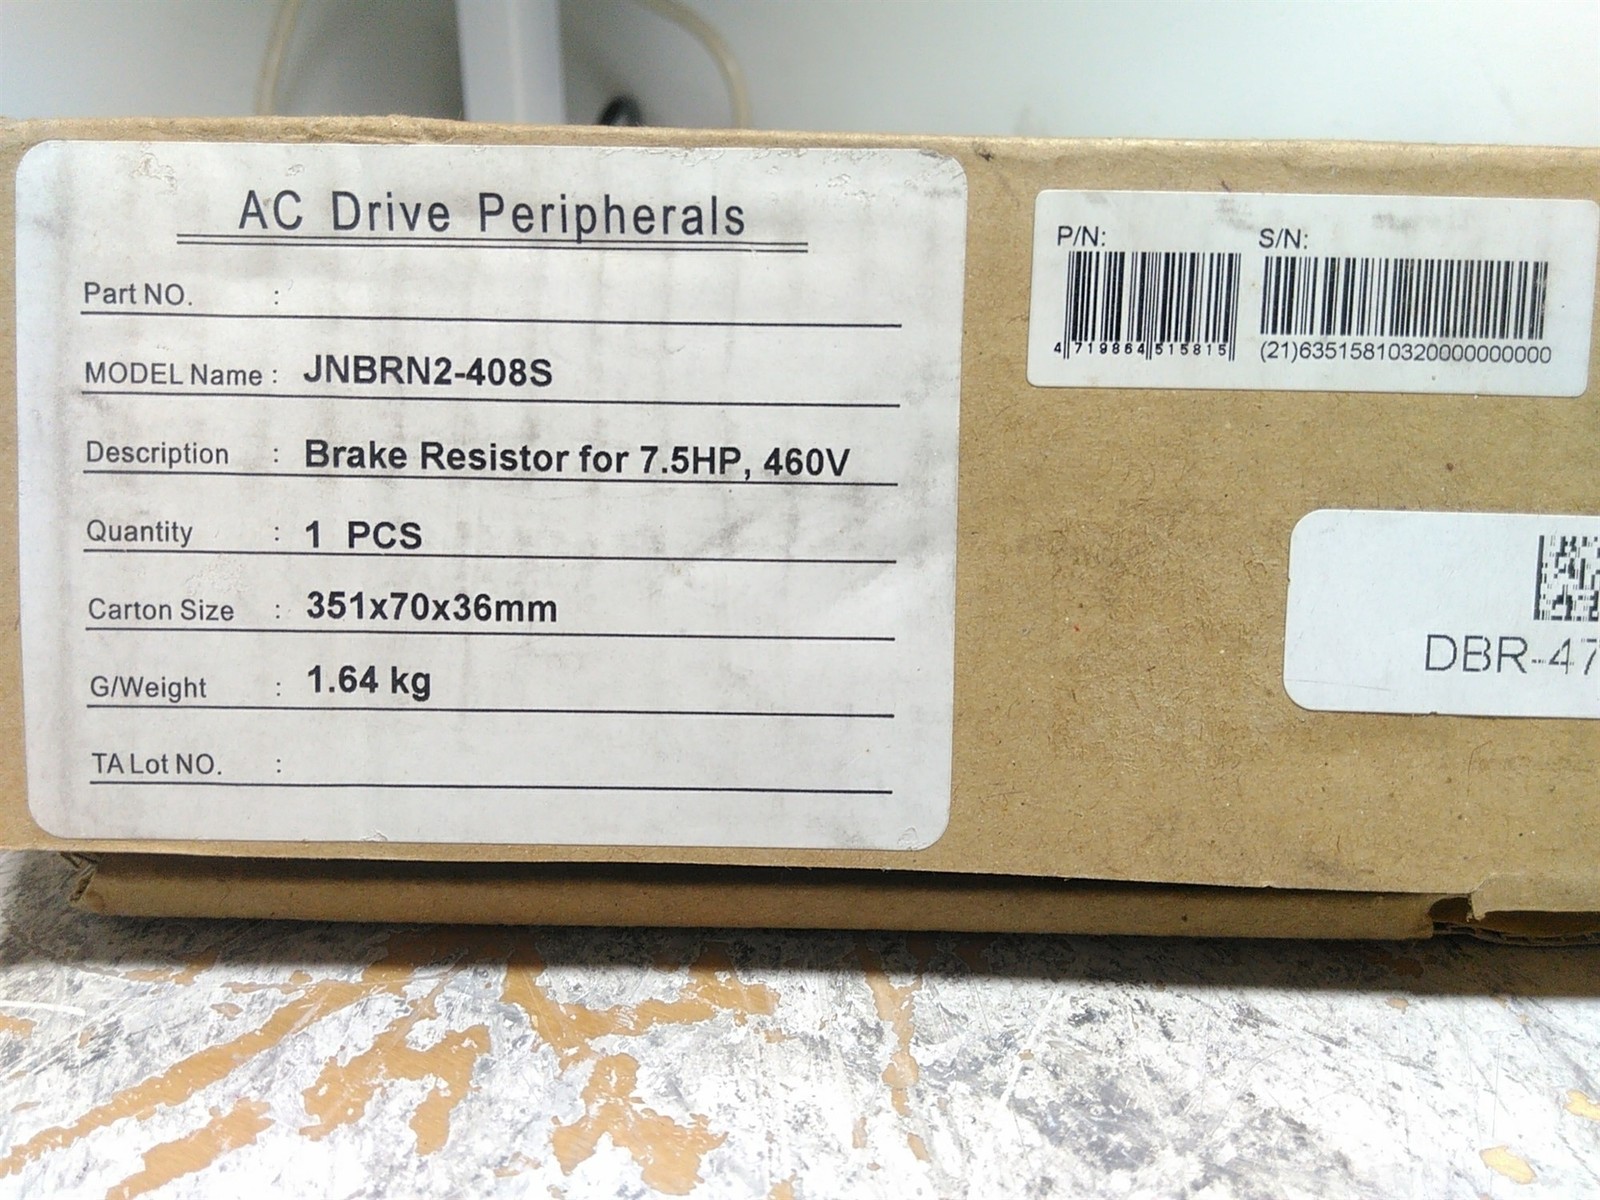 AC Drive Peripherals
Part NO. :
MODEL Name : JNBRN2-408S
Description : Brake Resistor for 7.5HP, 460V
Quantity : 1 PCS
Carton Size : 351x70x36mm
G/Weight : 1.64 kg
TA Lot NO. :
P/N:
4 719864 515815
S/N:
(21)63515810320000000000
DBR-47